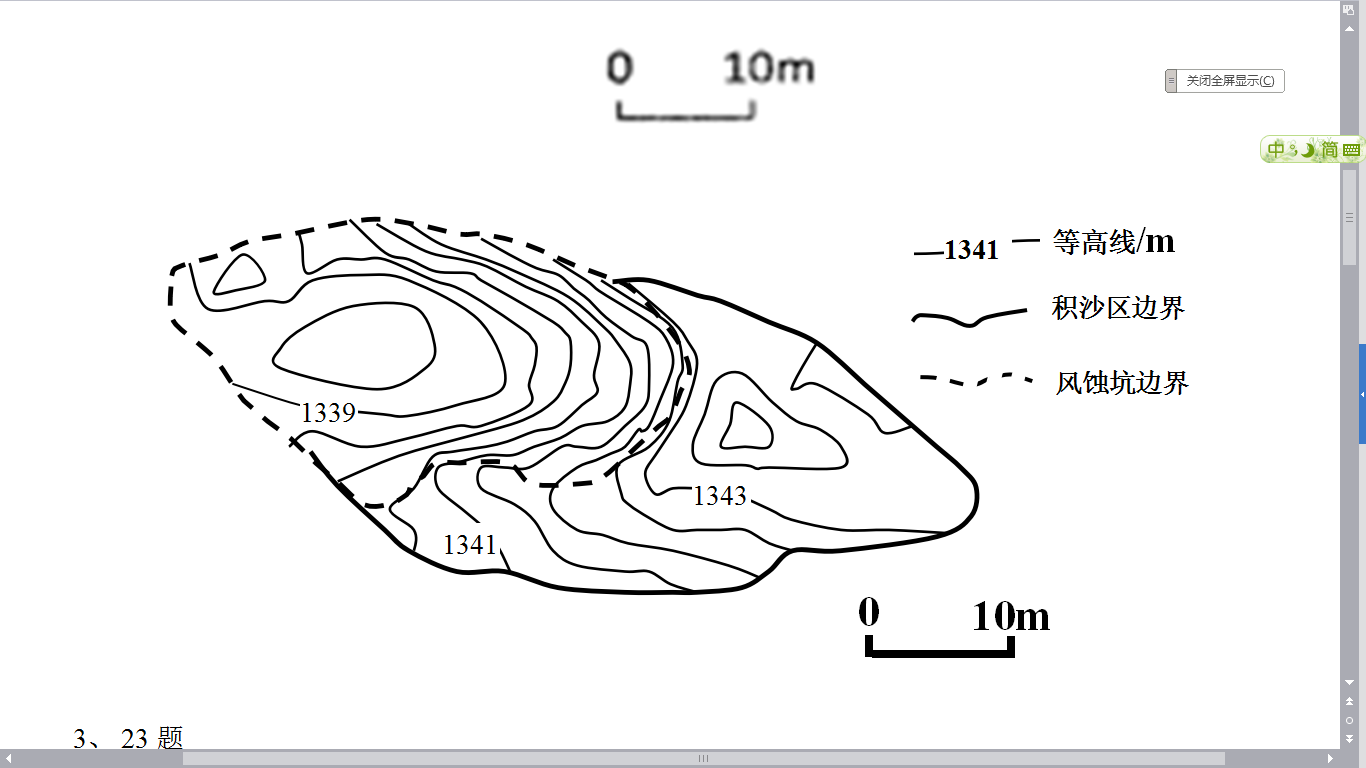 0 10m
关闭全屏显示(C)
中 简
1341 等高线/m
积沙区边界
风蚀坑边界
1339
1343
1341
0 10m
3、 23 题